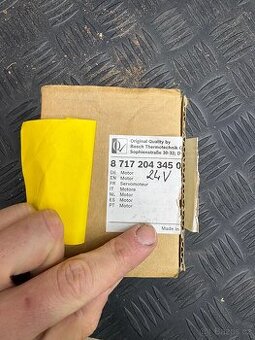 Original Quality by
Bosch Thermotechnik
Sophienstraße 30-32, D
8 717 204 345 0
DE Motor
EN Motor
FR Servomoteur
IT Motore
NL Motor
ES Motor
PT Motor
24V
Made in